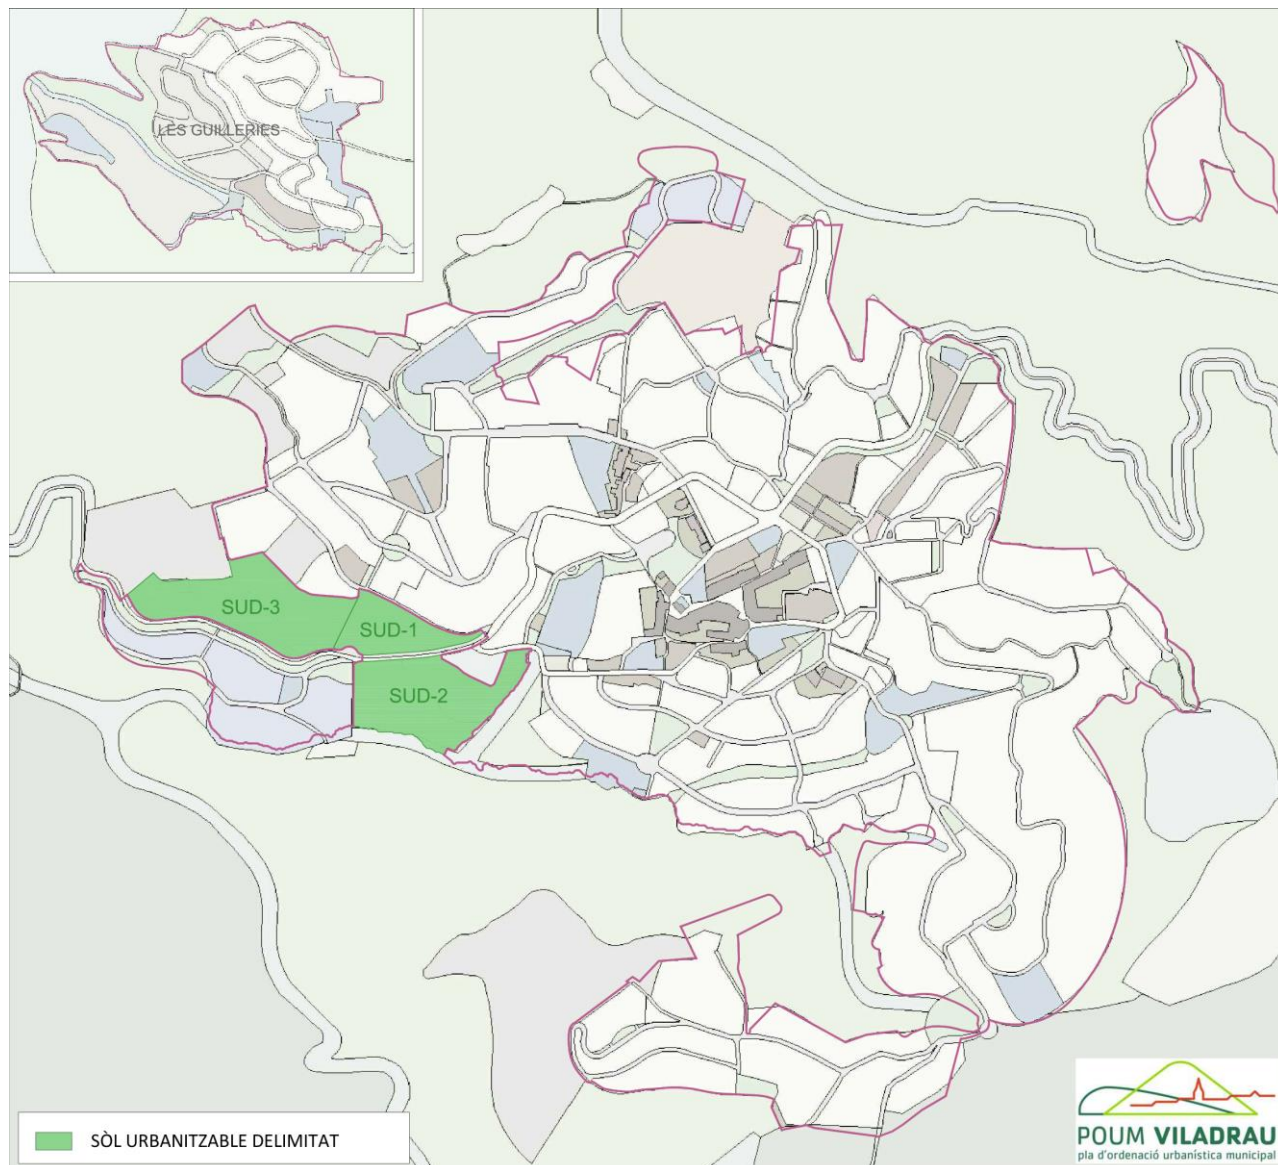 LES GUILLERIES
SUD-3
SUD-1
SUD-2
SÒL URBANITZABLE DELIMITAT
POUM VILADRAU
pla d'ordenació urbanística municipal